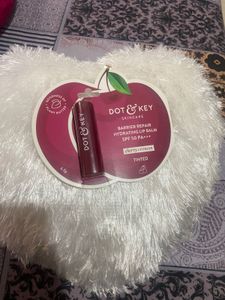 DOT & KEY
SKINCARE
BARRIER REPAIR
HYDRATING LIP BALM
SPF 50 PA+++
TINTED
DOT & KEY